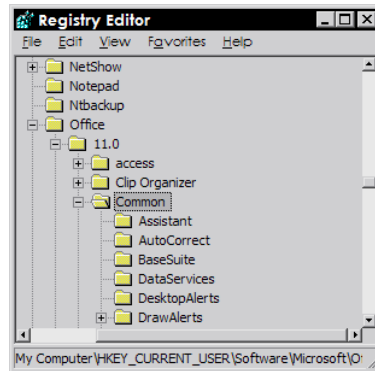 Registry Editor
File Edit View Favorites Help
NetShow
Notepad
Ntbackup
Office
11.0
access
Clip Organizer
Common
Assistant
AutoCorrect
BaseSuite
DataServices
DesktopAlerts
DrawAlerts
My Computer\HKEY_CURRENT_USER\Software\Microsoft\O